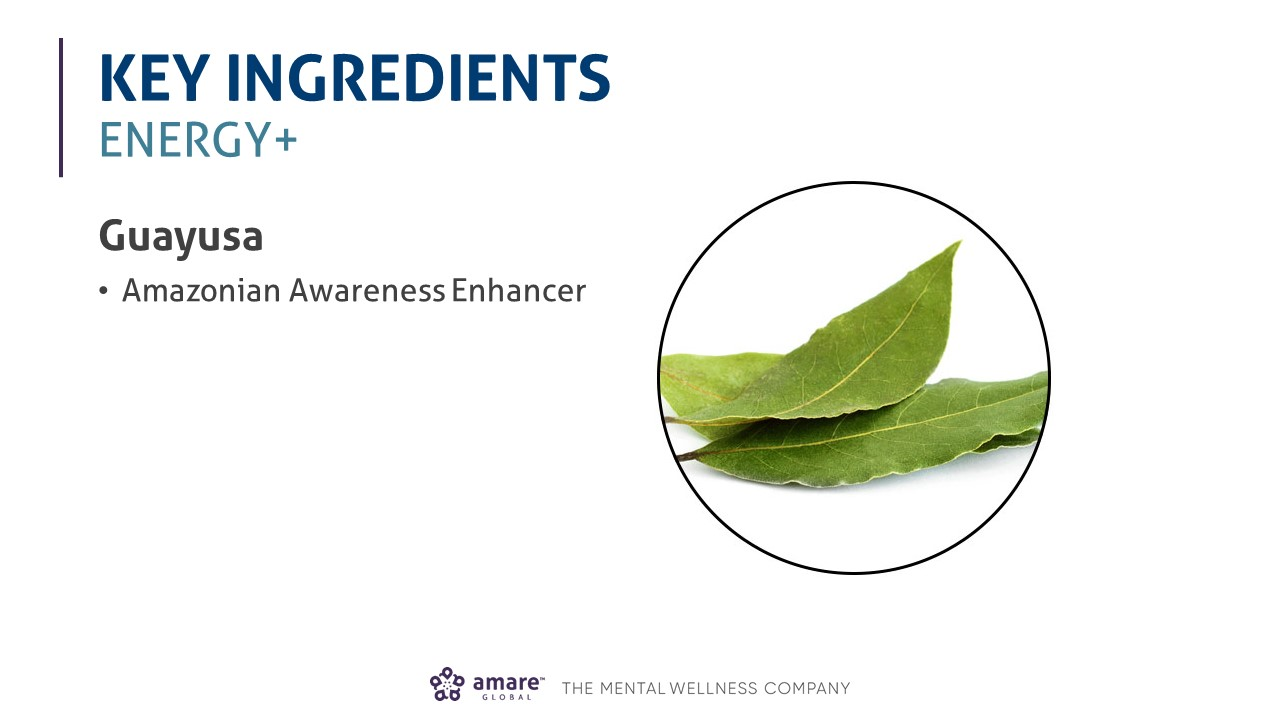 KEY INGREDIENTS
ENERGY+
Guayusa
• Amazonian Awareness Enhancer
amare™
GLOBAL
THE MENTAL WELLNESS COMPANY